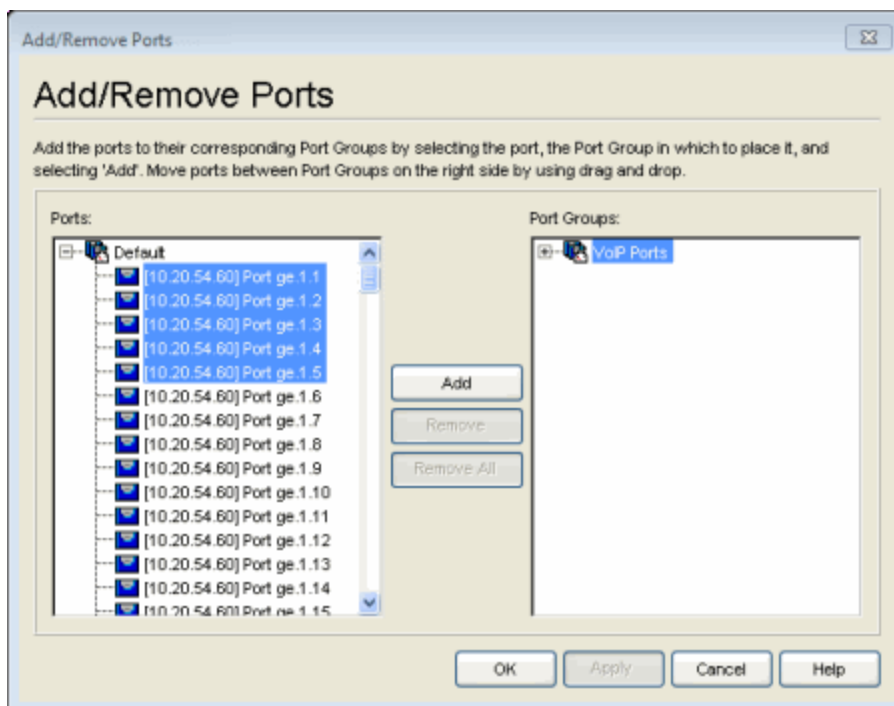 Add/Remove Ports
Add/Remove Ports
Add the ports to their corresponding Port Groups by selecting the port, the Port Group in which to place it, and
selecting 'Add'. Move ports between Port Groups on the right side by using drag and drop.
Ports:
Default
[10.20.54.60] Port ge.1.1
[10.20.54.60] Port ge.1.2
[10.20.54.60] Port ge.1.3
[10.20.54.60] Port ge.1.4
[10.20.54.60] Port ge.1.5
[10.20.54.60] Port ge.1.6
[10.20.54.60] Port ge.1.7
[10.20.54.60] Port ge.1.8
[10.20.54.60] Port ge.1.9
[10.20.54.60] Port ge.1.10
[10.20.54.60] Port ge.1.11
[10.20.54.60] Port ge.1.12
[10.20.54.60] Port ge.1.13
[10.20.54.60] Port ge.1.14
[10.20.54.60] Port ge.1.15
Add
Remove
Remove All
Port Groups:
VoIP Ports
OK
Apply
Cancel
Help